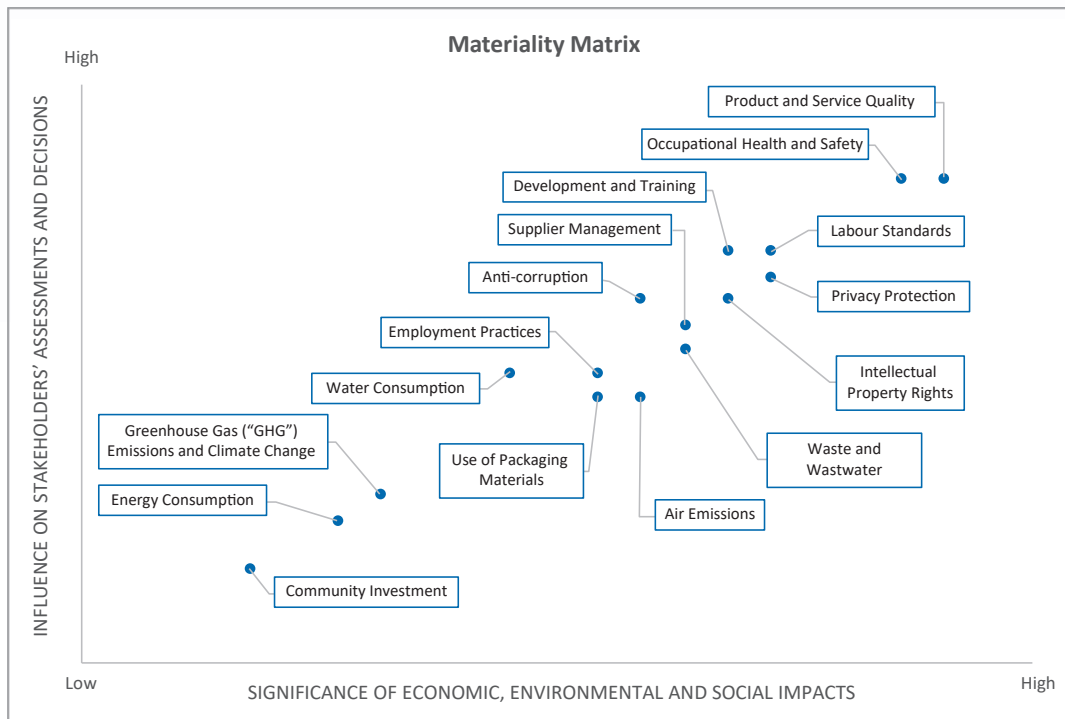 Materiality Matrix
High
INFLUENCE ON STAKEHOLDERS’ ASSESSMENTS AND DECISIONS
Product and Service Quality
Occupational Health and Safety
Development and Training
Supplier Management
Labour Standards
Anti-corruption
Privacy Protection
Employment Practices
Water Consumption
Intellectual
Property Rights
Greenhouse Gas (“GHG”)
Emissions and Climate Change
Use of Packaging
Materials
Waste and
Wastwater
Energy Consumption
Air Emissions
Community Investment
Low
SIGNIFICANCE OF ECONOMIC, ENVIRONMENTAL AND SOCIAL IMPACTS
High